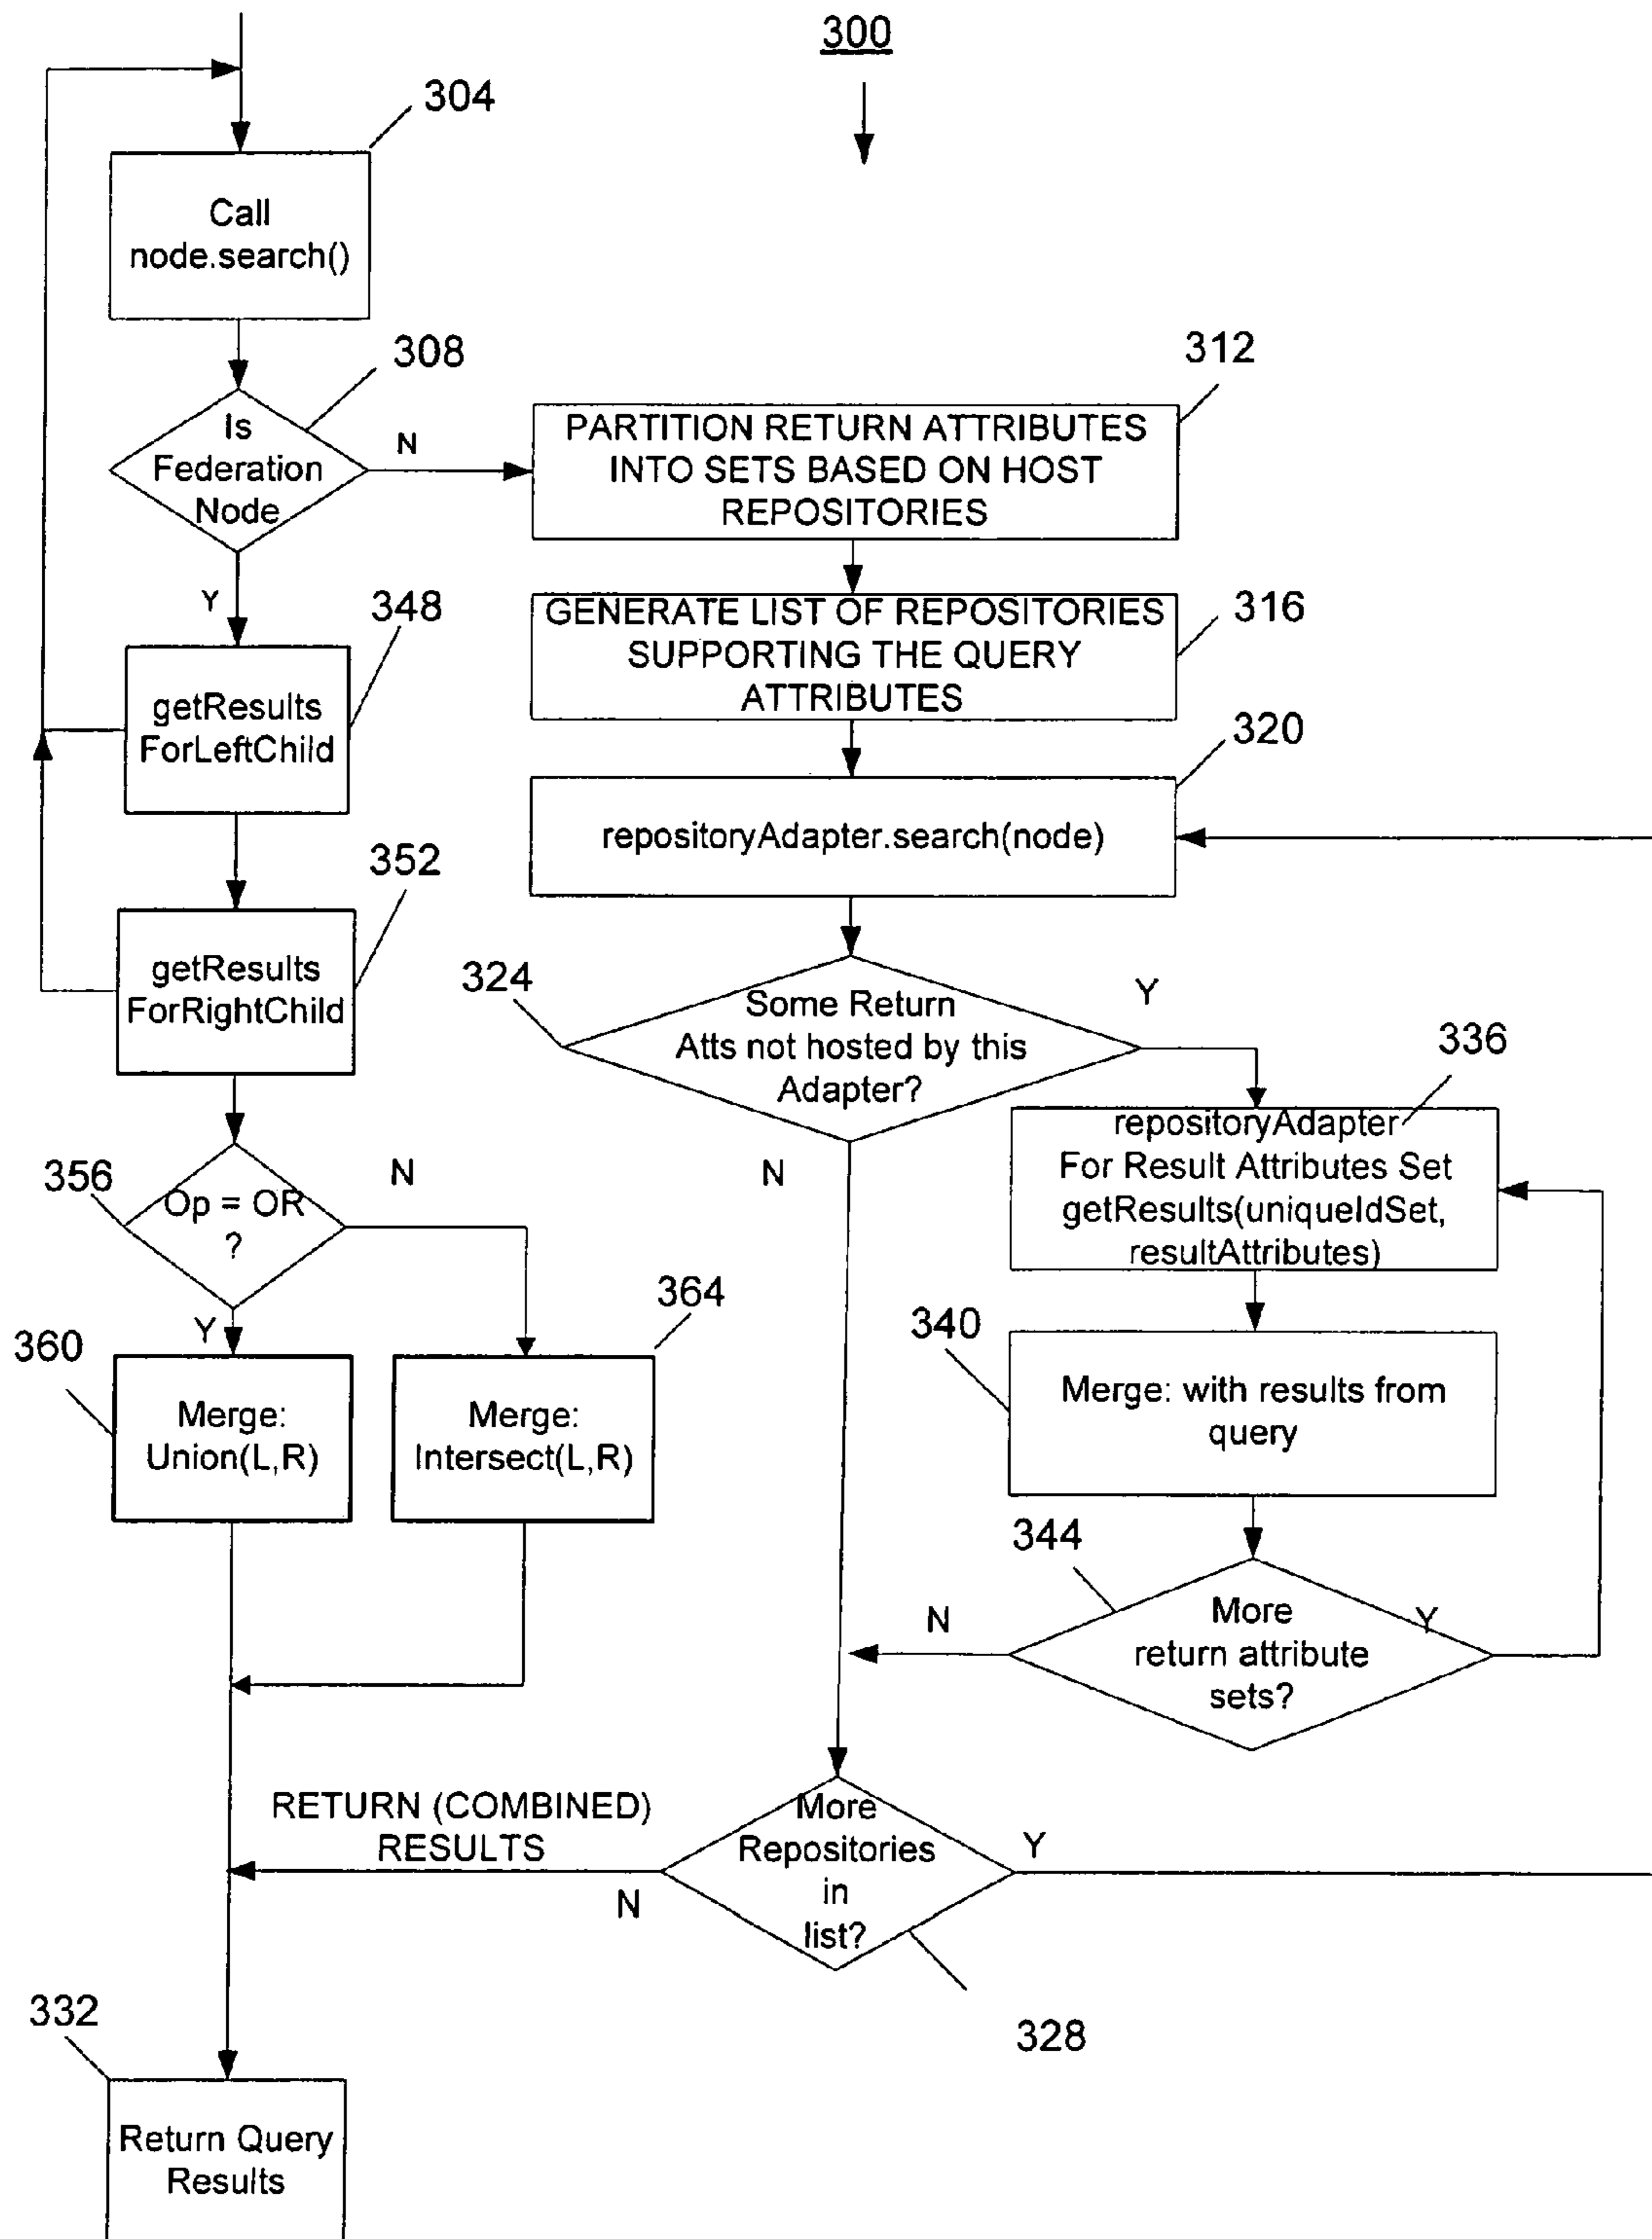 300
304
Call
node.search()
308
Is
Federation
Node
N
Y
312
PARTITION RETURN ATTRIBUTES
INTO SETS BASED ON HOST
REPOSITORIES
316
GENERATE LIST OF REPOSITORIES
SUPPORTING THE QUERY
ATTRIBUTES
348
getResults
ForLeftChild
320
repositoryAdapter.search(node)
352
getResults
ForRightChild
324
Some Return
Atts not hosted by this
Adapter?
Y
N
336
repositoryAdapter
For Result Attributes Set
getResults(uniqueIdSet,
resultAttributes)
356
Op = OR
?
N
Y
360
Merge:
Union(L,R)
364
Merge:
Intersect(L,R)
340
Merge: with results from
query
344
More
return attribute
sets?
N
Y
RETURN (COMBINED)
RESULTS
More
Repositories
in
list?
Y
N
328
332
Return Query
Results